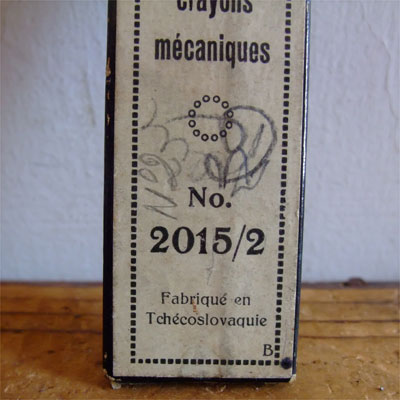 crayons
mécaniques
No.
2015/2
Fabriqué en
Tchécoslovaquie
B